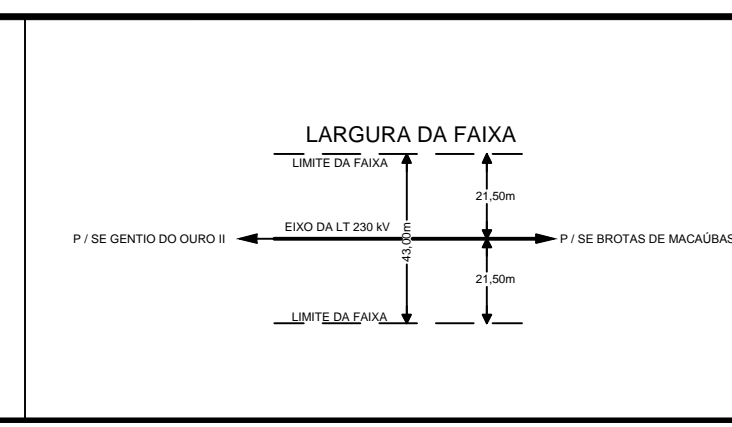 LARGURA DA FAIXA
LIMITE DA FAIXA
21,50m
EIXO DA LT 230 kV
P / SE GENTIO DO OURO II
P / SE BROTAS DE MACAÚBAS
43,00m
21,50m
LIMITE DA FAIXA